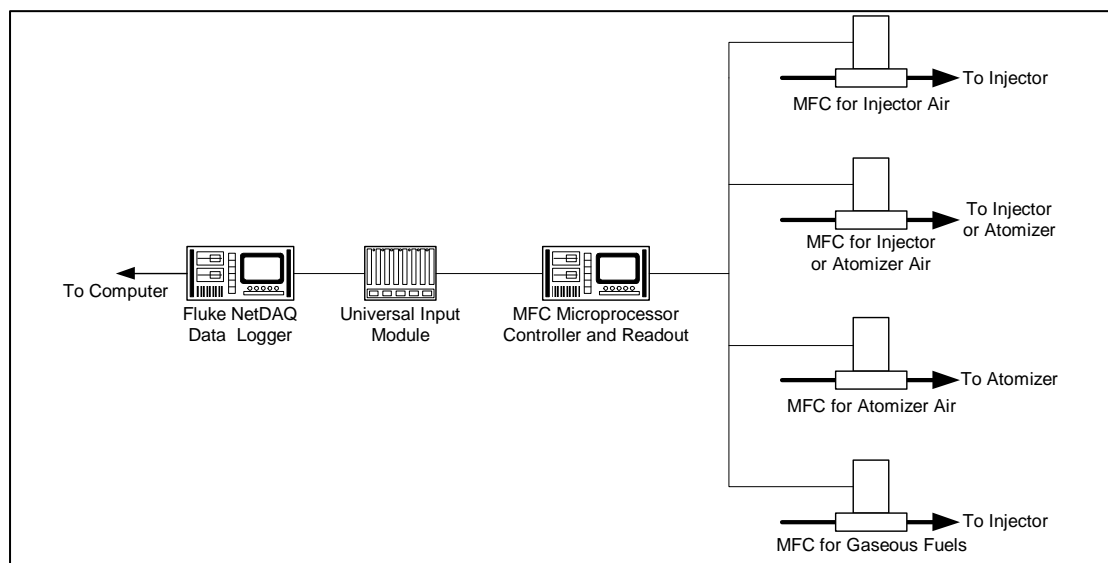 To Injector
MFC for Injector Air
To Injector
or Atomizer
MFC for Injector
or Atomizer Air
To Computer
Fluke NetDAQ
Data Logger
Universal Input
Module
MFC Microprocessor
Controller and Readout
To Atomizer
MFC for Atomizer Air
To Injector
MFC for Gaseous Fuels